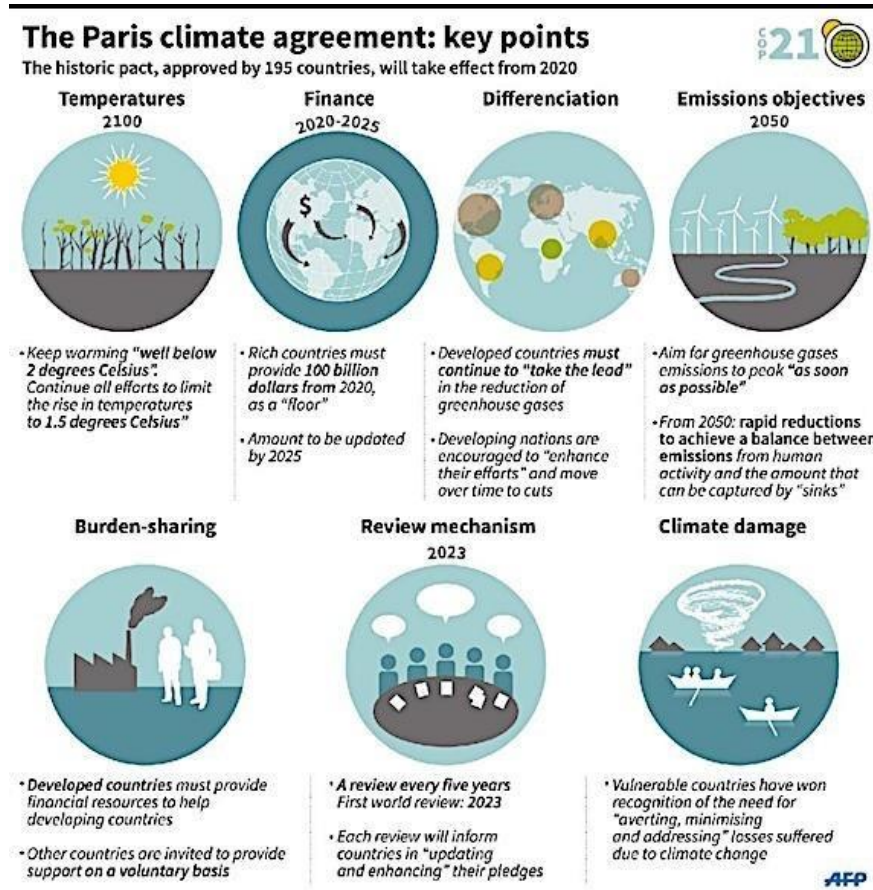 The Paris climate agreement: key points
COP 21
The historic pact, approved by 195 countries, will take effect from 2020
Temperatures
2100
• Keep warming "well below
2 degrees Celsius".
Continue all efforts to limit
the rise in temperatures
to 1.5 degrees Celsius"
Finance
2020-2025
$
• Rich countries must
provide 100 billion
dollars from 2020,
as a "floor"
• Amount to be updated
by 2025
Differenciation
• Developed countries must
continue to "take the lead"
in the reduction of
greenhouse gases
• Developing nations are
encouraged to "enhance
their efforts" and move
over time to cuts
Emissions objectives
2050
• Aim for greenhouse gases
emissions to peak "as soon
as possible"
• From 2050: rapid reductions
to achieve a balance between
emissions from human
activity and the amount that
can be captured by "sinks"
Burden-sharing
• Developed countries must provide
financial resources to help
developing countries
• Other countries are invited to provide
support on a voluntary basis
Review mechanism
2023
• A review every five years
First world review: 2023
• Each review will inform
countries in "updating
and enhancing" their pledges
Climate damage
• Vulnerable countries have won
recognition of the need for
"averting, minimising
and addressing" losses suffered
due to climate change
AFP